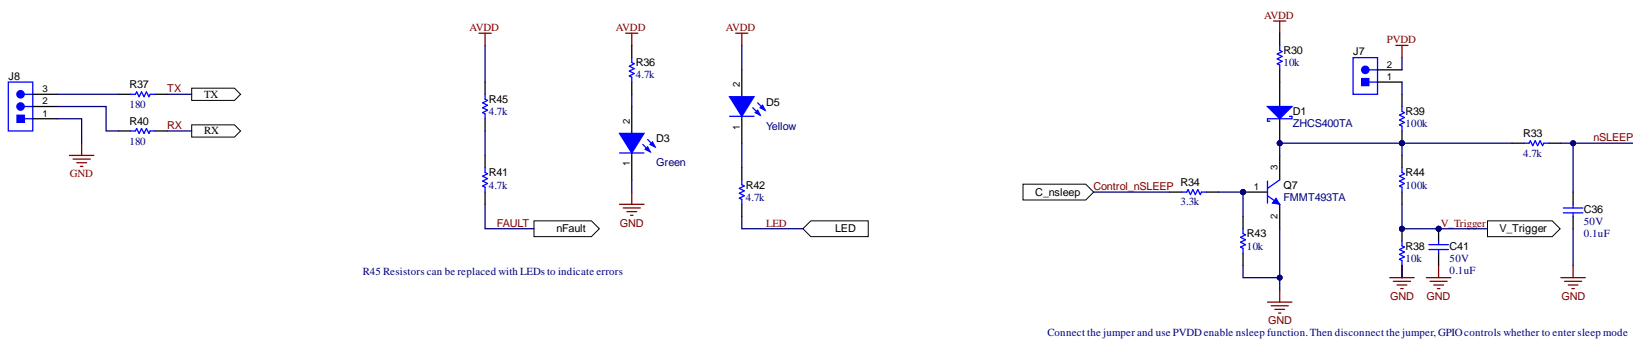 J8
3
2
1
R37
180
TX
TX
R40
180
RX
RX
GND
AVDD
R45
4.7k
R41
4.7k
FAULT
nFault
AVDD
R36
4.7k
2
1
D3
Green
GND
AVDD
2
1
D5
Yellow
R42
4.7k
LED
LED
R45 Resistors can be replaced with LEDs to indicate errors
AVDD
R30
10k
D1
ZHCS400TA
J7
PVDD
2
1
R39
100k
R33
4.7k
nSLEEP
C_nsleep
Control_nSLEEP
R34
3.3k
1
3
2
Q7
FMMT493TA
R43
10k
GND
R44
100k
V_Trigger
V_Trigger
R38
10k
C41
50V
0.1uF
GND
GND
C36
50V
0.1uF
GND
Connect the jumper and use PVDD enable nsleep function. Then disconnect the jumper, GPIO controls whether to enter sleep mode